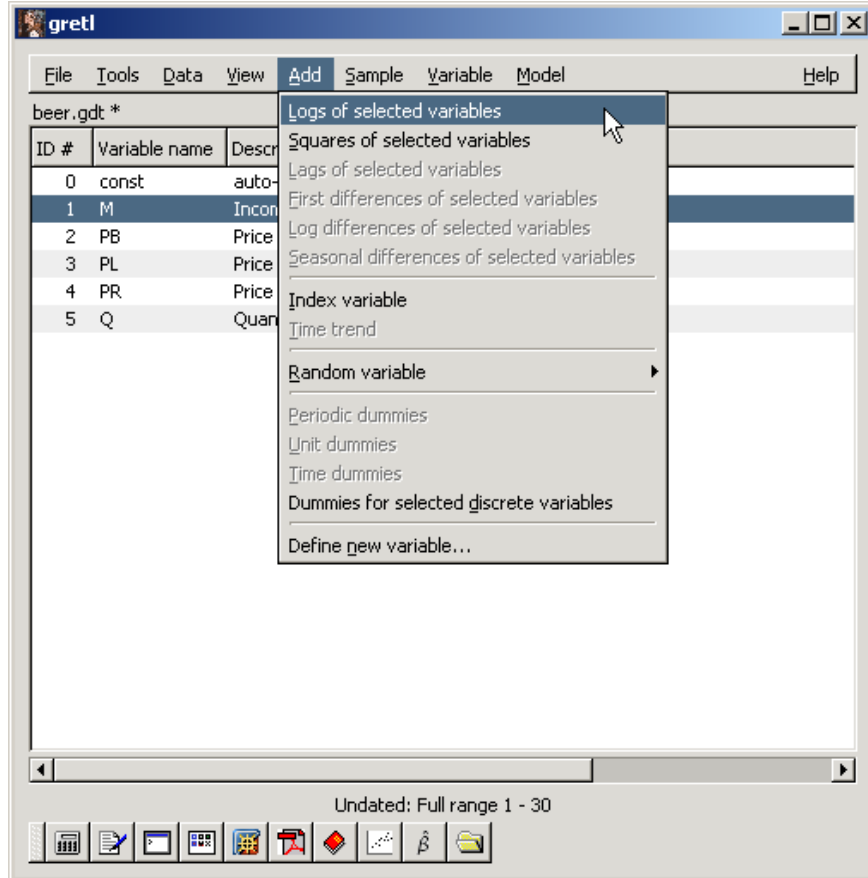 gretl
File Tools Data View Add Sample Variable Model Help
beer.gdt *
ID # Variable name Descr
0 const auto-
1 M Incon
2 PB Price
3 PL Price
4 PR Price
5 Q Quan
Logs of selected variables
Squares of selected variables
Lags of selected variables
First differences of selected variables
Log differences of selected variables
Seasonal differences of selected variables
Index variable
Time trend
Random variable
Periodic dummies
Unit dummies
Time dummies
Dummies for selected discrete variables
Define new variable...
Undated: Full range 1 - 30
β̂